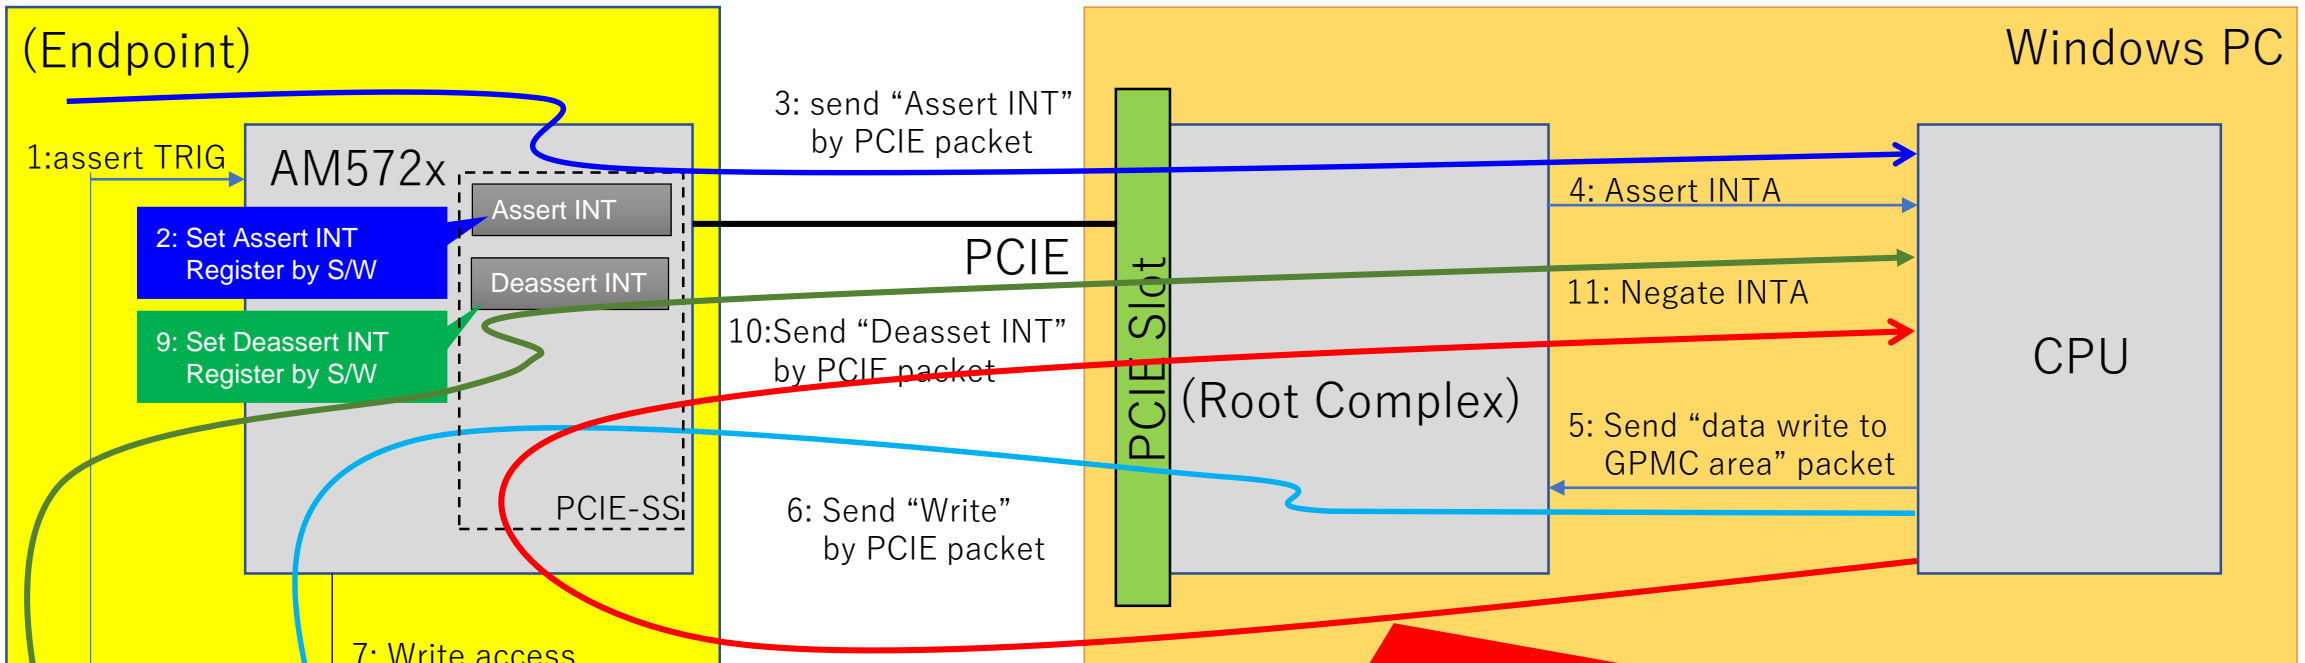 (Endpoint)
Windows PC
3: send “Assert INT”
by PCIE packet
1:assert TRIG
AM572x
4: Assert INTA
Assert INT
2: Set Assert INT
Register by S/W
PCIE
Deassert INT
11: Negate INTA
PCIE Slot
9: Set Deassert INT
Register by S/W
10:Send “Deasset INT”
by PCIE packet
CPU
(Root Complex)
5: Send “data write to
GPMC area” packet
PCIE-SS
6: Send “Write”
by PCIE packet
7: Write access